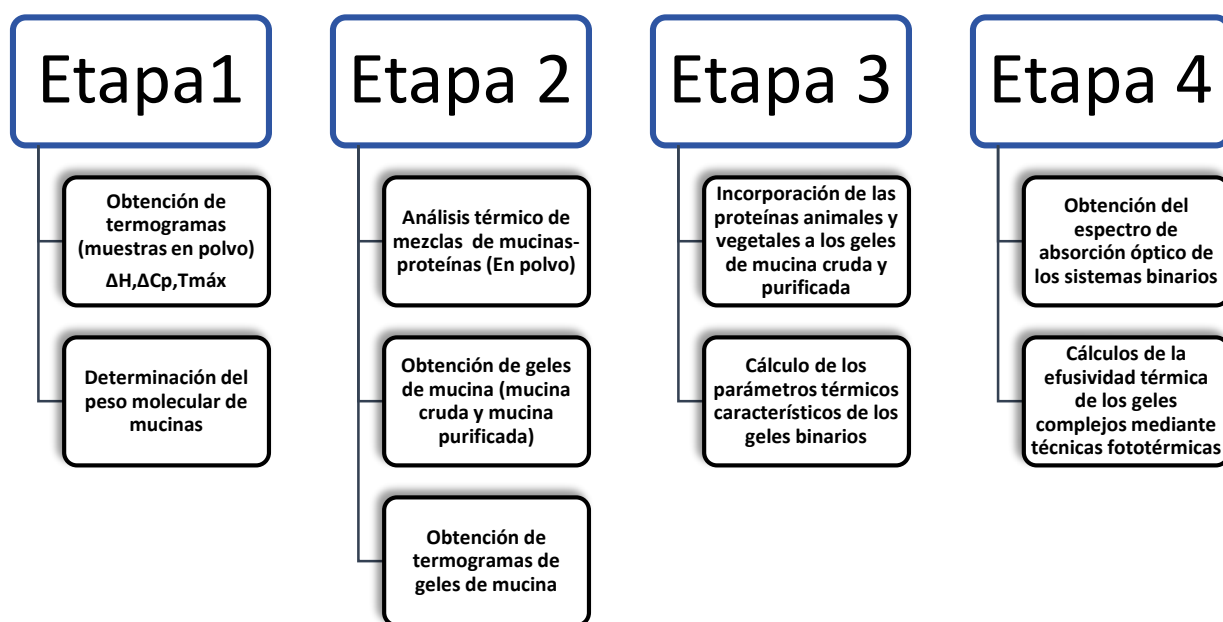 Etapa1
Obtención de
termogramas
(muestras en polvo)
ΔH,ΔCp,Tmáx
Determinación del
peso molecular de
mucinas
Etapa 2
Análisis térmico de
mezclas de mucinas-
proteínas (En polvo)
Obtención de geles
de mucina (mucina
cruda y mucina
purificada)
Obtención de
termogramas de
geles de mucina
Etapa 3
Incorporación de las
proteínas animales y
vegetales a los geles
de mucina cruda y
purificada
Cálculo de los
parámetros térmicos
característicos de los
geles binarios
Etapa 4
Obtención del
espectro de
absorción óptico de
los sistemas binarios
Cálculos de la
efusividad térmica
de los geles
complejos mediante
técnicas fototérmicas